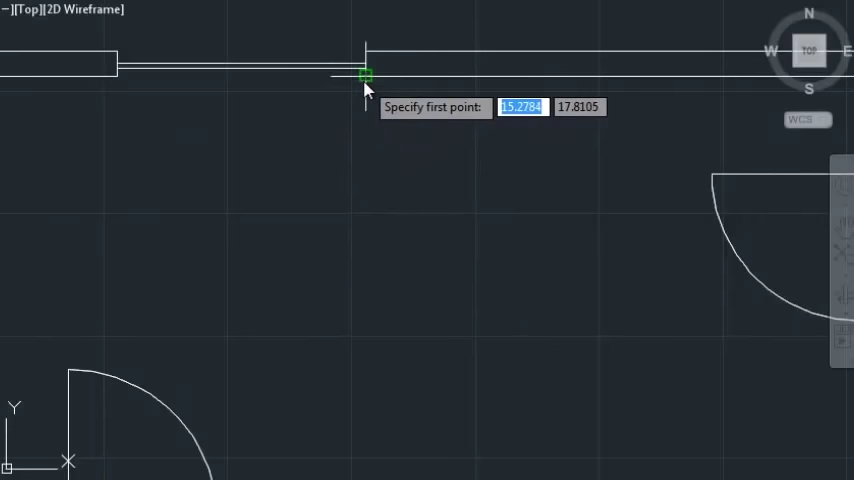 −][Top][2D Wireframe]
N
W TOP E
S
WCS
Specify first point: 15.2784 17.8105
Y
X